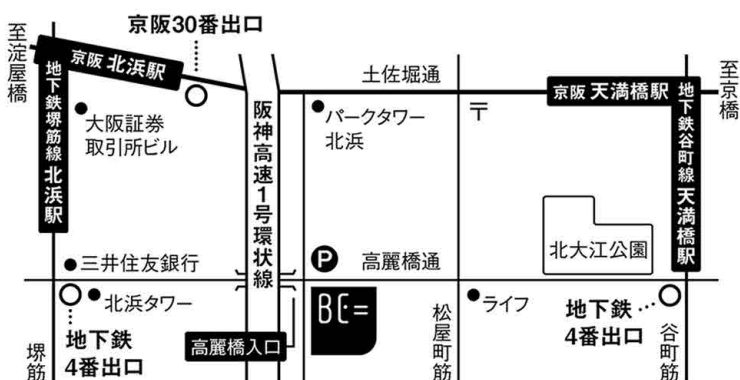 京阪30番出口
至淀屋橋
京阪 北浜駅
地下鉄堺筋線 北浜駅
大阪証券
取引所ビル
阪神高速1号環状線
土佐堀通
パークタワー
北浜
〒
京阪 天満橋駅
至京橋
地下鉄谷町線 天満橋駅
北大江公園
三井住友銀行
P
高麗橋通
北浜タワー
地下鉄
4番出口
堺筋
高麗橋入口
BE=
松屋町筋
ライフ
地下鉄
4番出口
谷町筋